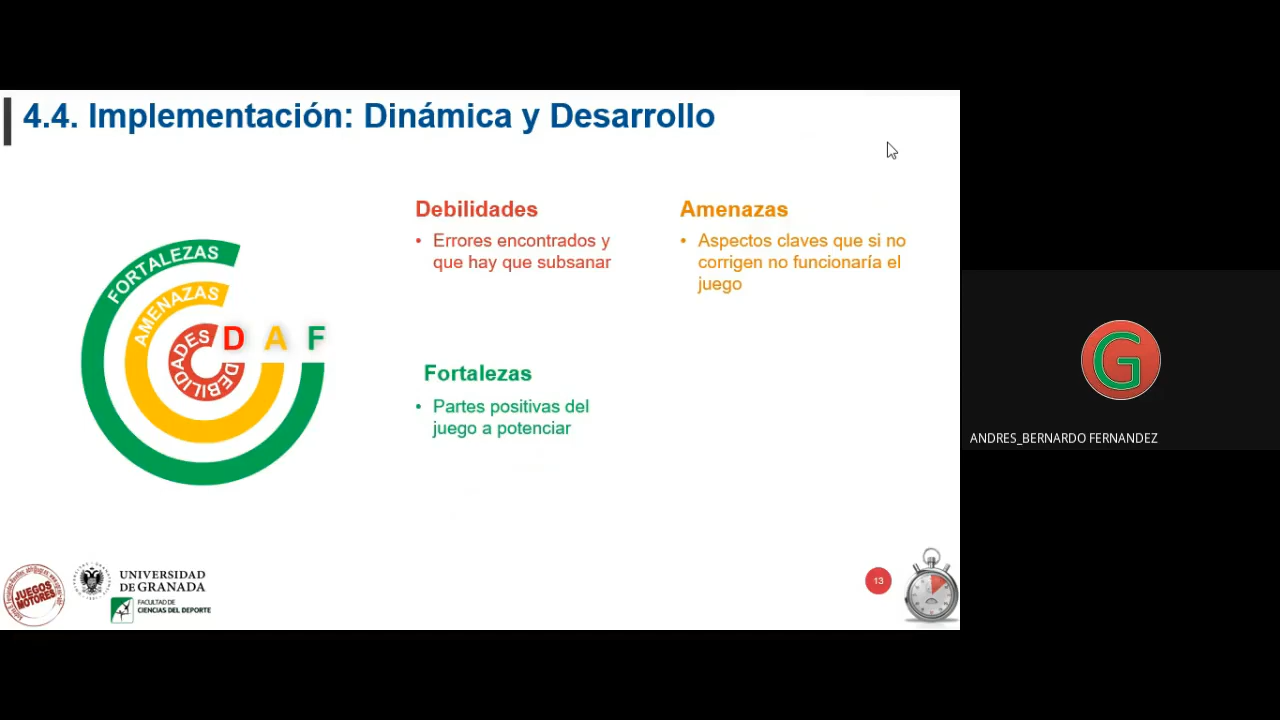 4.4. Implementación: Dinámica y Desarrollo
Debilidades
• Errores encontrados y
que hay que subsanar
Amenazas
• Aspectos claves que si no
corrigen no funcionaría el
juego
FORTALEZAS
AMENAZAS
DEBILIDADES
D A F
Fortalezas
• Partes positivas del
juego a potenciar
G
ANDRES_BERNARDO FERNANDEZ
JUEGOS
MOTORES
UNIVERSIDAD
DE GRANADA
FACULTAD DE
CIENCIAS DEL DEPORTE
13